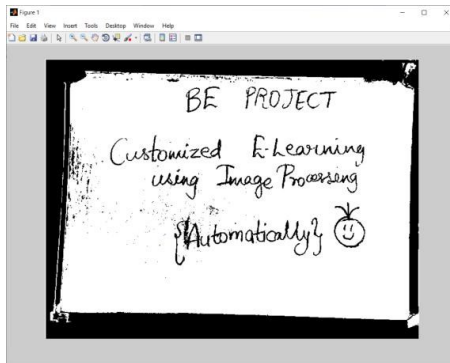 Figure 1
File Edit View Insert Tools Desktop Window Help
BE PROJECT
Customized E-Learning
using Image Processing
{Automatically}